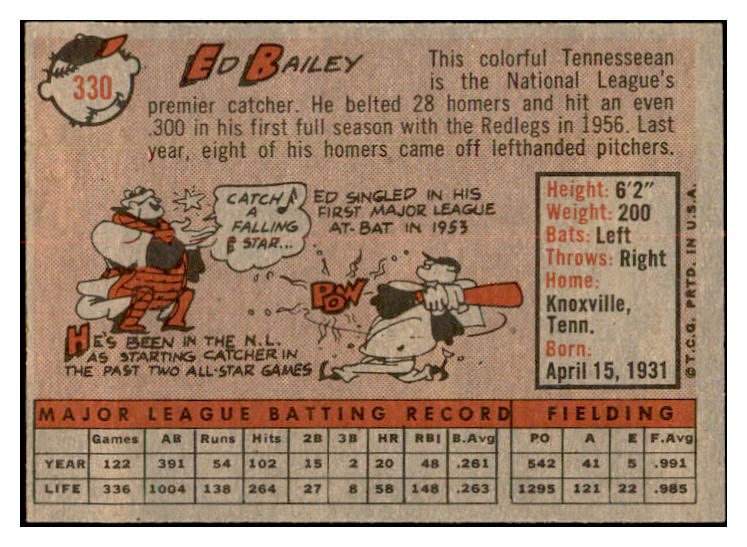 330
ED BAILEY
This colorful Tennesseean
is the National League's
premier catcher. He belted 28 homers and hit an even
.300 in his first full season with the Redlegs in 1956. Last
year, eight of his homers came off lefthanded pitchers.
CATCH
A
FALLING
STAR...
ED SINGLED IN HIS
FIRST MAJOR LEAGUE
AT-BAT IN 1953
POW
HE'S BEEN IN THE N.L.
AS STARTING CATCHER IN
THE PAST TWO ALL-STAR GAMES
Height: 6'2"
Weight: 200
Bats: Left
Throws: Right
Home:
Knoxville,
Tenn.
Born:
April 15, 1931
© T.C.G. PRTD. IN U.S.A.
MAJOR LEAGUE BATTING RECORD FIELDING
Games AB Runs Hits 2B 3B HR RBI B.Avg PO A E F.Avg
YEAR 122 391 54 102 15 2 20 48 .261 542 41 5 .991
LIFE 336 1004 138 264 27 8 58 148 .263 1295 121 22 .985